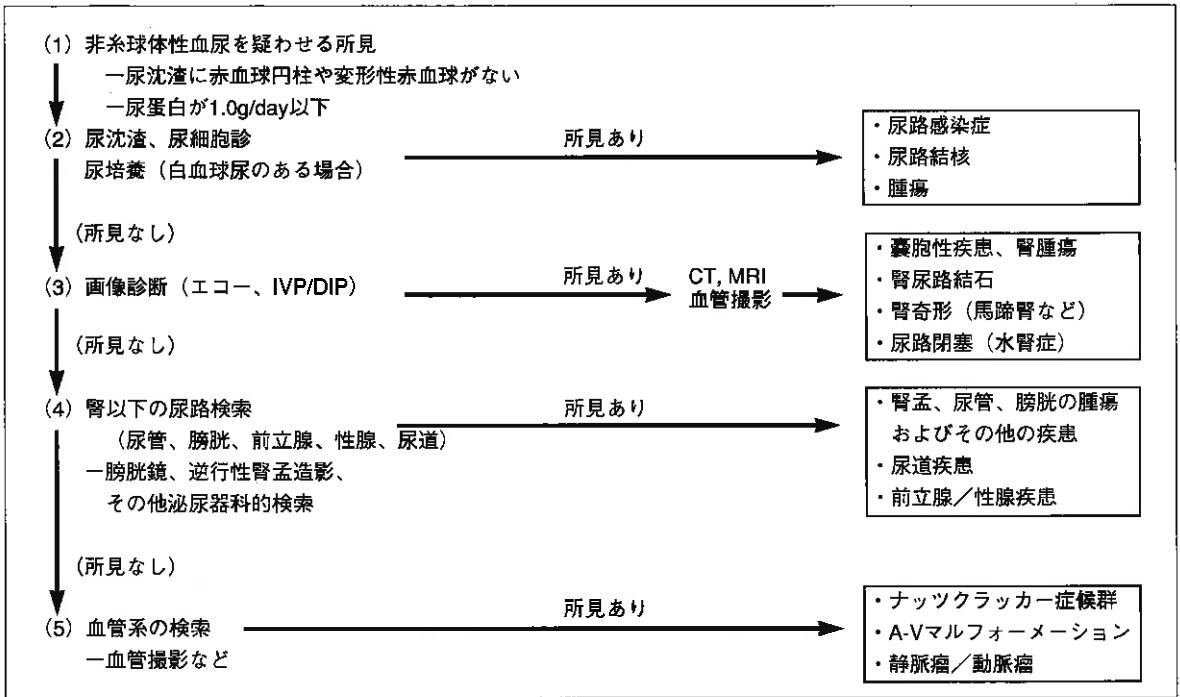 (1) 非糸球体性血尿を疑わせる所見
ー尿沈渣に赤血球円柱や変形性赤血球がない
ー尿蛋白が1.0g/day以下
(2) 尿沈渣、尿細胞診
尿培養（白血球尿のある場合）
所見あり
・尿路感染症
・尿路結核
・腫瘍
（所見なし）
(3) 画像診断（エコー、IVP/DIP）
所見あり
CT, MRI
血管撮影
・嚢胞性疾患、腎腫瘍
・腎尿路結石
・腎奇形（馬蹄腎など）
・尿路閉塞（水腎症）
（所見なし）
(4) 腎以下の尿路検索
（尿管、膀胱、前立腺、性腺、尿道）
ー膀胱鏡、逆行性腎盂造影、
その他泌尿器科的検索
所見あり
・腎盂、尿管、膀胱の腫瘍
およびその他の疾患
・尿道疾患
・前立腺／性腺疾患
（所見なし）
(5) 血管系の検索
ー血管撮影など
所見あり
・ナッツクラッカー症候群
・A-Vマルフォーメーション
・静脈瘤／動脈瘤